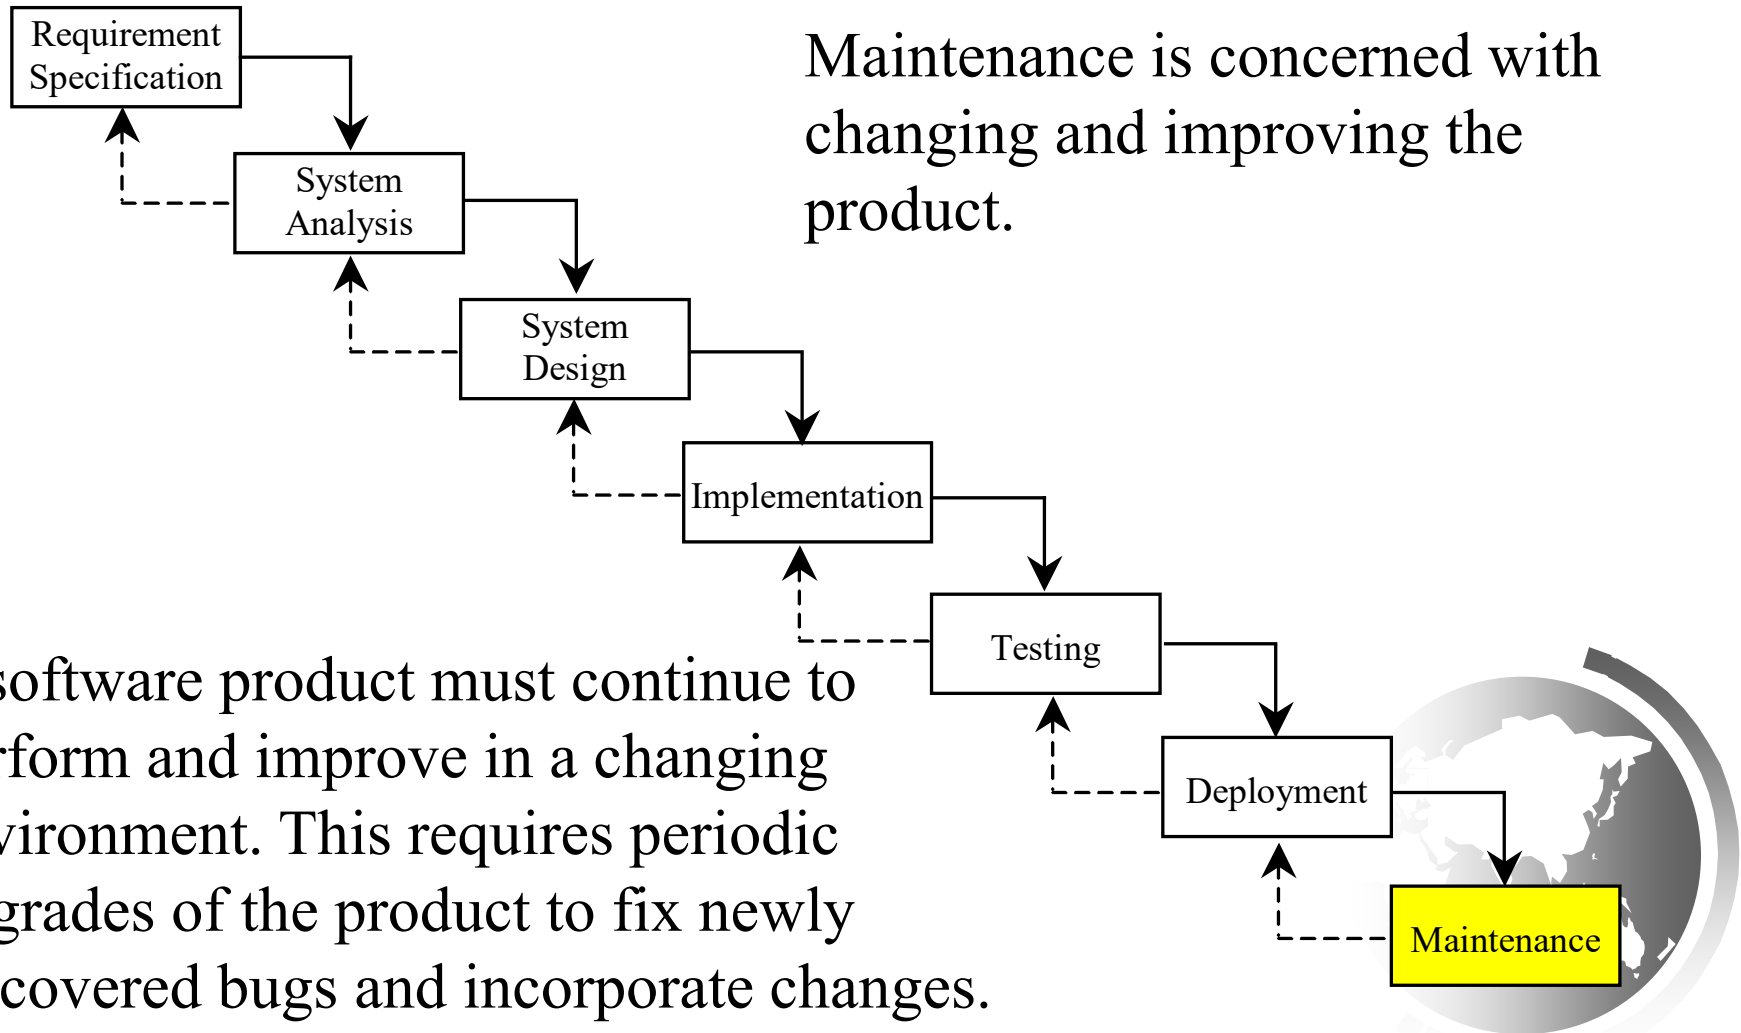 Requirement
Specification
Maintenance is concerned with
changing and improving the
product.
System
Analysis
System
Design
Implementation
Testing
software product must continue to
rform and improve in a changing
vironment. This requires periodic
grades of the product to fix newly
covered bugs and incorporate changes.
Deployment
Maintenance